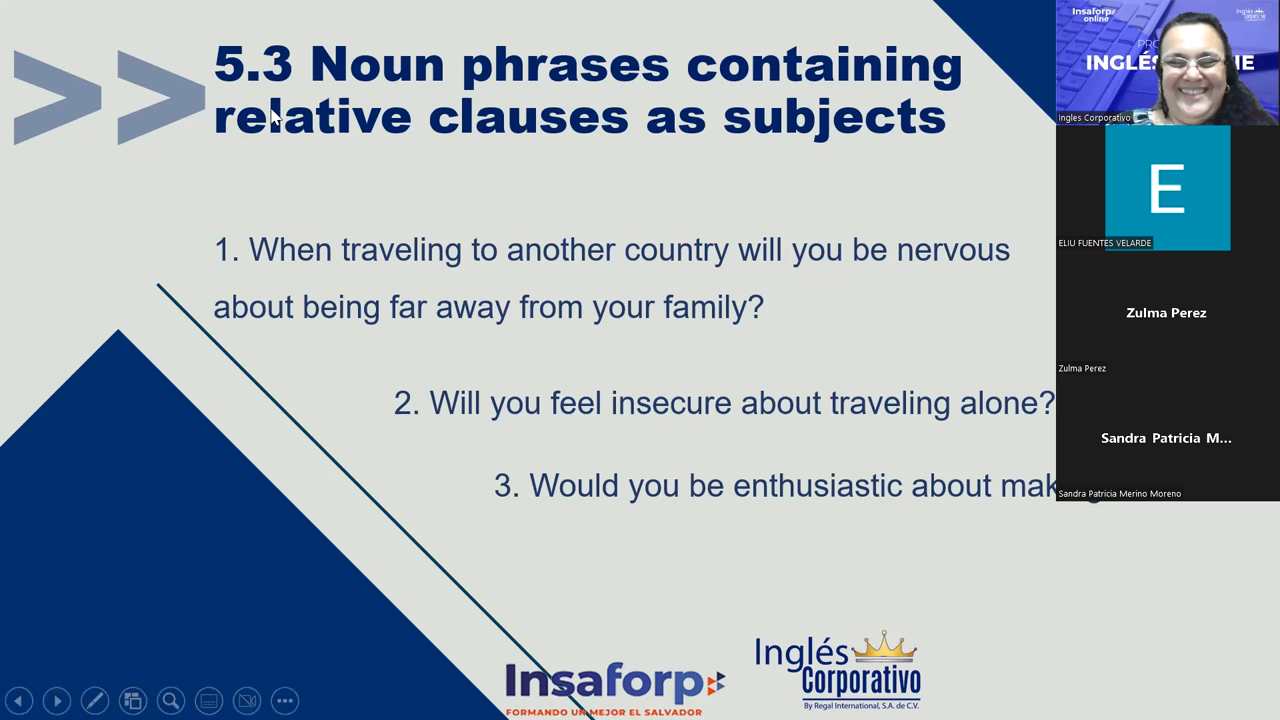 5.3 Noun phrases containing
relative clauses as subjects
1. When traveling to another country will you be nervous
about being far away from your family?
2. Will you feel insecure about traveling alone?
3. Would you be enthusiastic about
Insaforp
FORMANDO UN MEJOR EL SALVADOR
Inglés
Corporativo
By Regal International, S.A. de C.V.
Insaforp
online
Inglés
INGLÉS
Ingles Corporativo
E
ELIU FUENTES VELARDE
Zulma Perez
Zulma Perez
Sandra Patricia M...
Sandra Patricia Merino Moreno